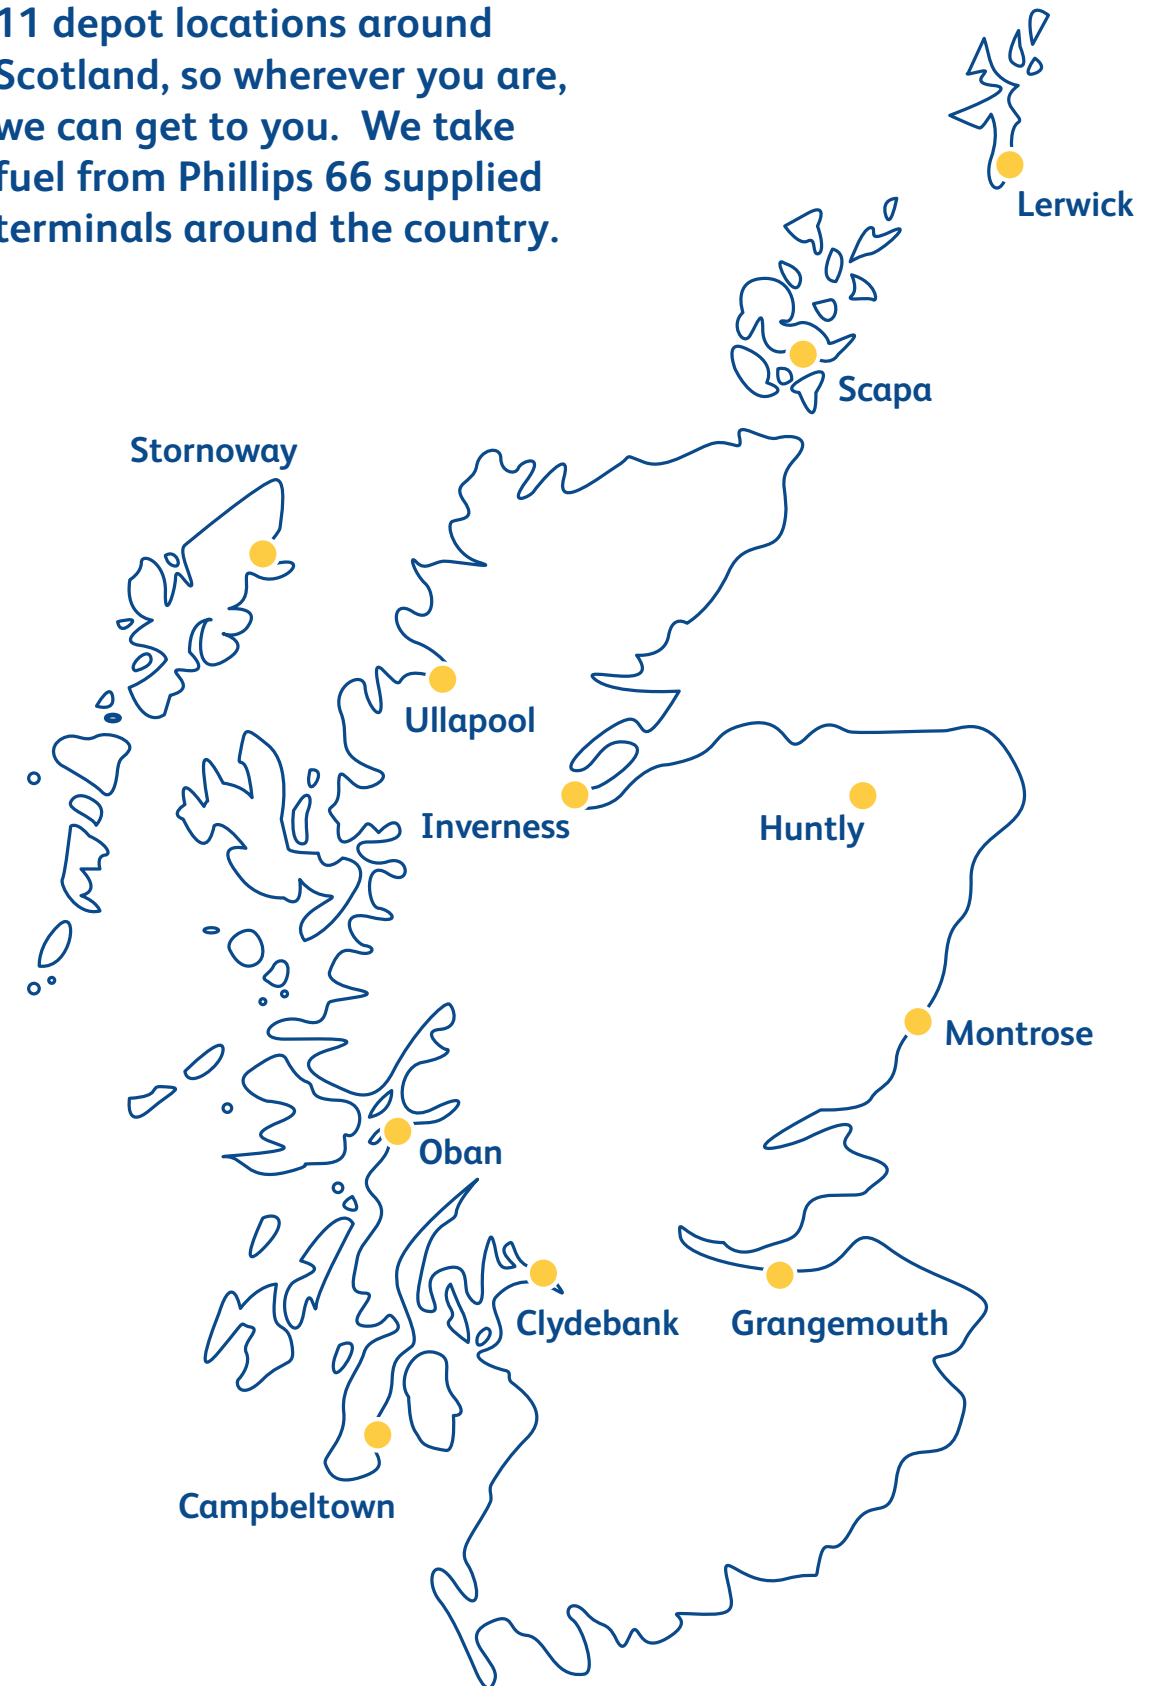 11 depot locations around
Scotland, so wherever you are,
we can get to you.  We take
fuel from Phillips 66 supplied
terminals around the country.
Lerwick
Scapa
Stornoway
Ullapool
Inverness
Huntly
Montrose
Oban
Clydebank
Grangemouth
Campbeltown